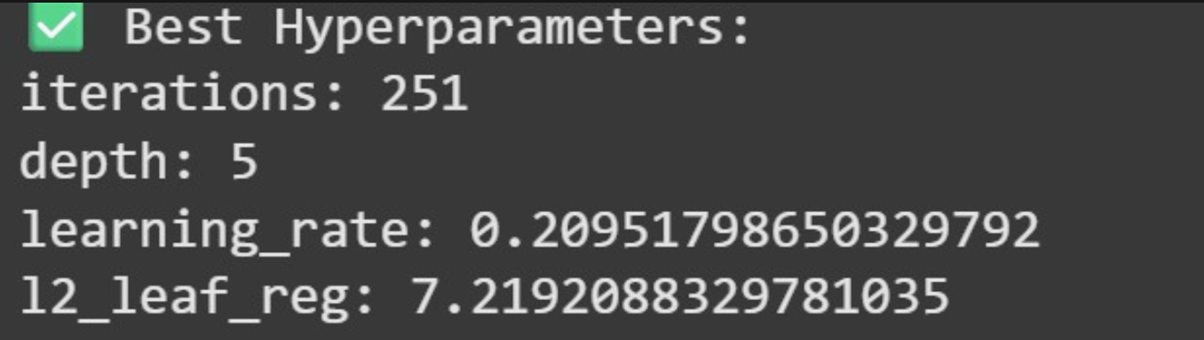 ✅ Best Hyperparameters:
iterations: 251
depth: 5
learning_rate: 0.20951798650329792
l2_leaf_reg: 7.2192088329781035